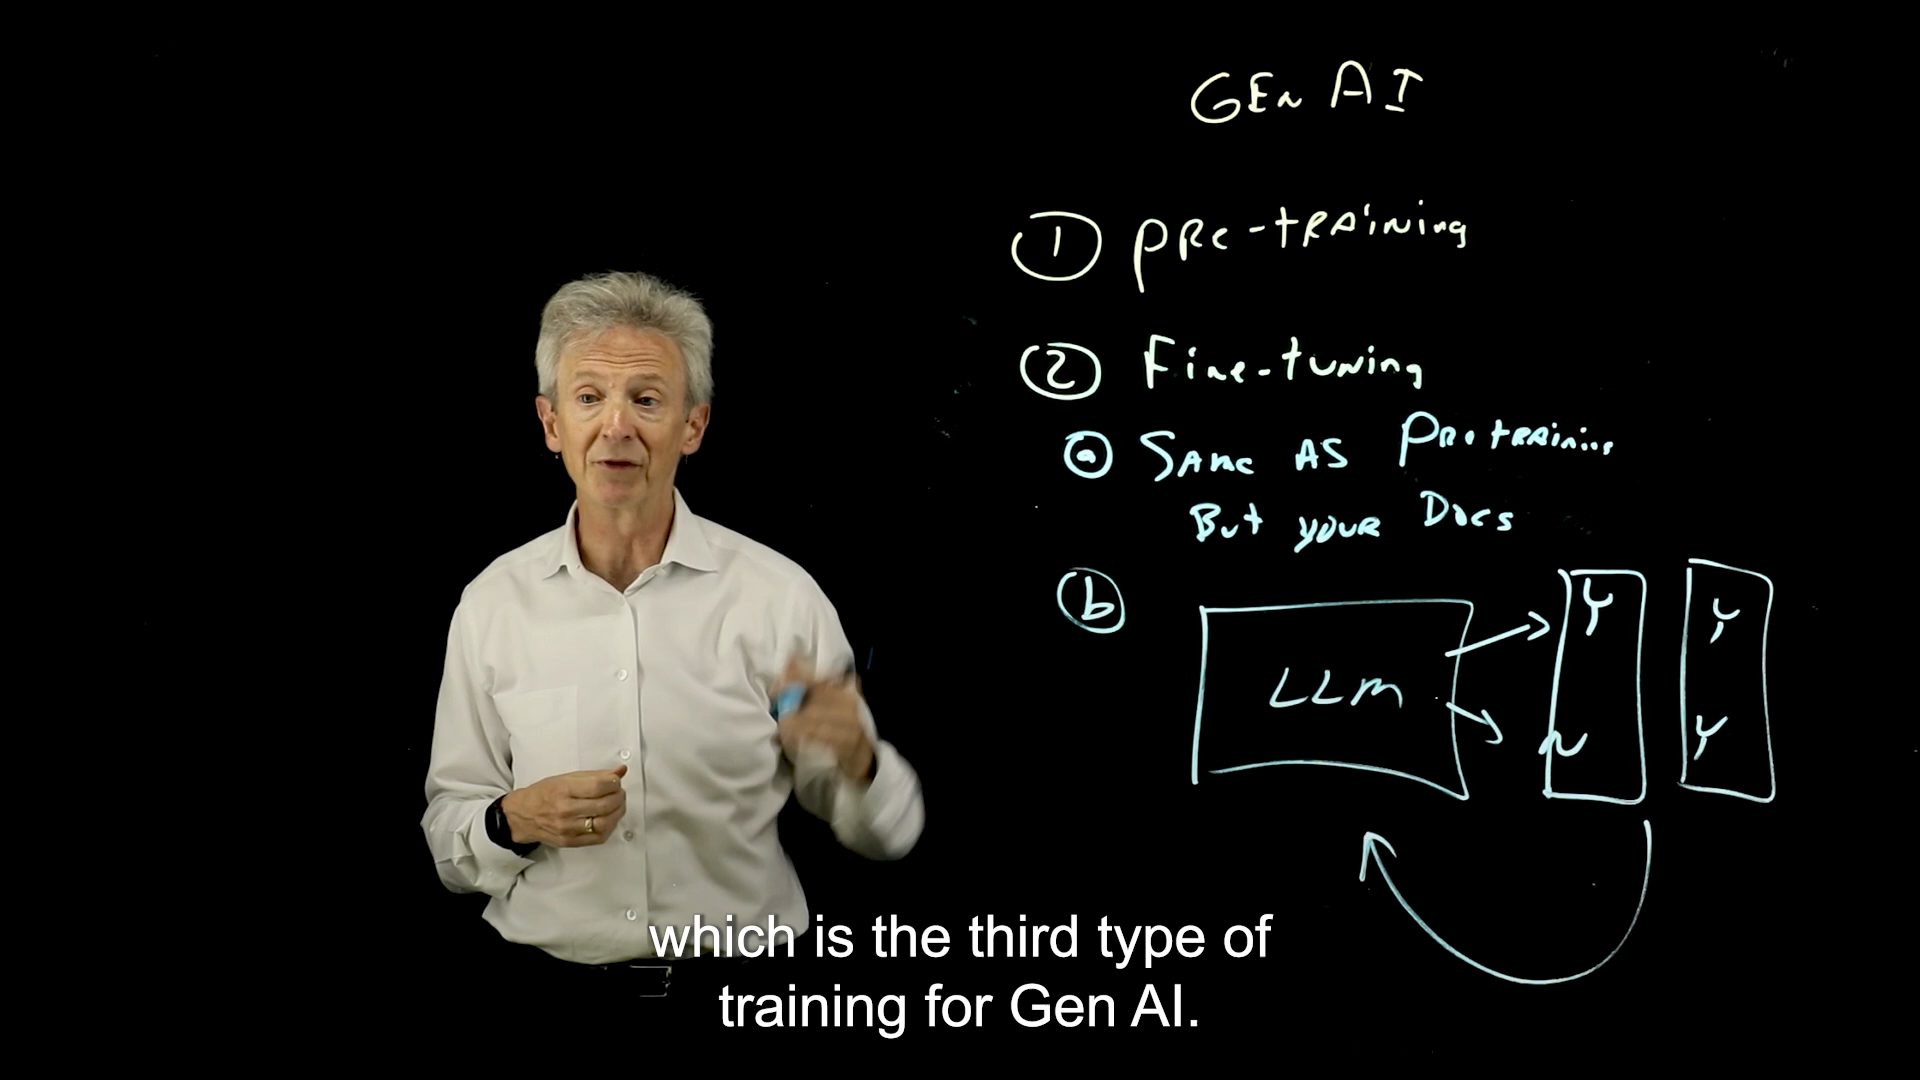 GEn AI
1 PRE-tRAiNing
2 Fine-tuning
a SAME AS PretRAining
But your Docs
b
Y Y
LLM
N Y
which is the third type of
training for Gen AI.